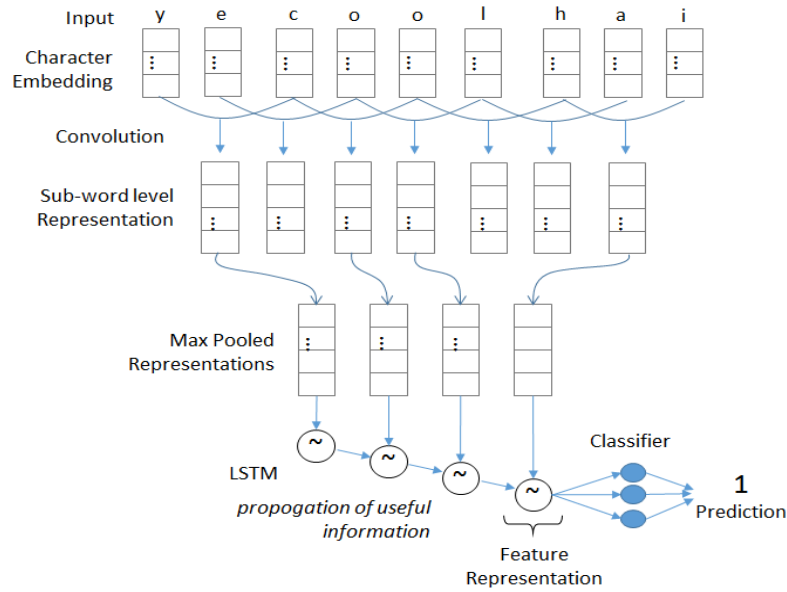 Input y e c o o l h a i
Character
Embedding
Convolution
Sub-word level
Representation
Max Pooled
Representations
Classifier
LSTM
1
Prediction
propogation of useful
information
Feature
Representation